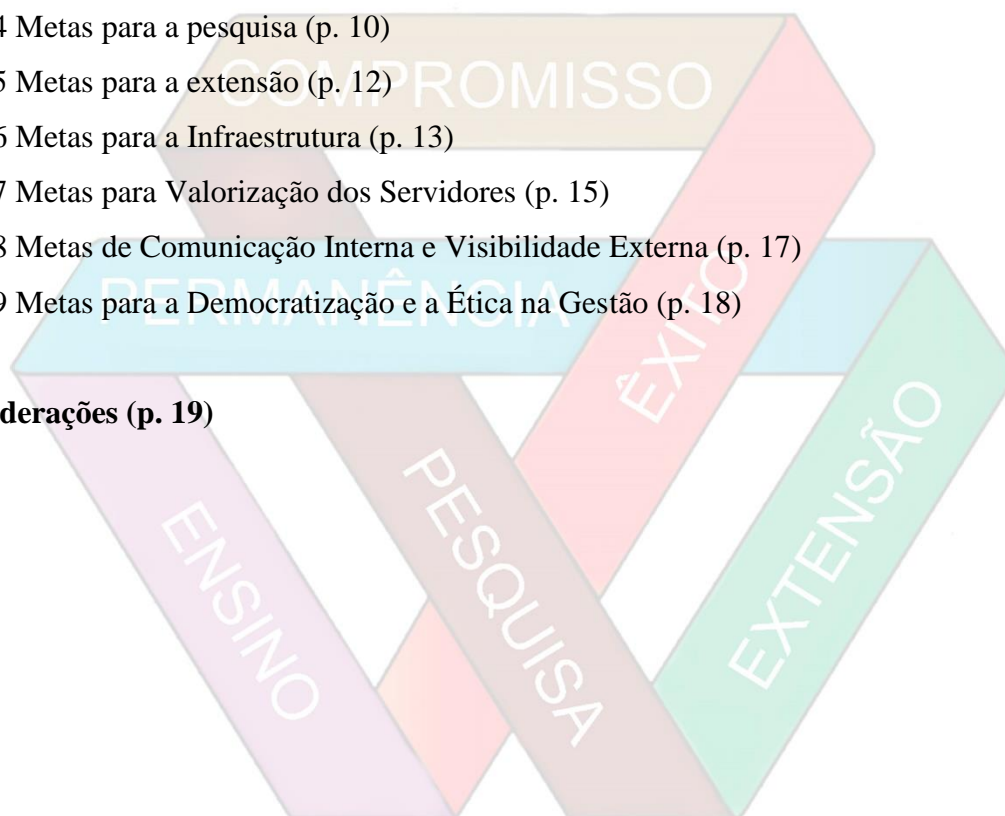 4 Metas para a pesquisa (p. 10)
5 Metas para a extensão (p. 12)
6 Metas para a Infraestrutura (p. 13)
7 Metas para Valorização dos Servidores (p. 15)
8 Metas de Comunicação Interna e Visibilidade Externa (p. 17)
9 Metas para a Democratização e a Ética na Gestão (p. 18)
derações (p. 19)
COMPROMISSO
PERMANÊNCIA
ÊXITO
ENSINO
PESQUISA
EXTENSÃO